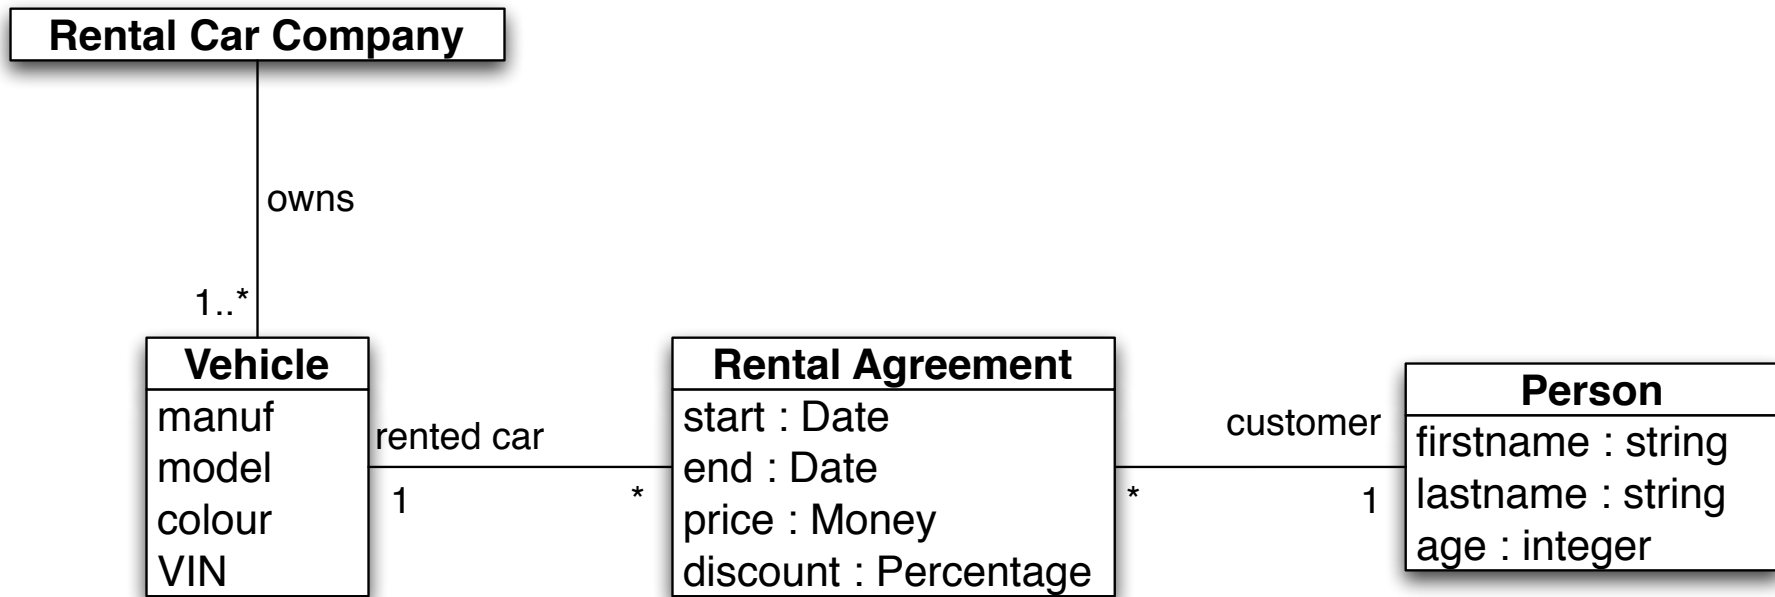 Rental Car Company
owns
1..*
Vehicle
manuf
model
colour
VIN
rented car
1
*
Rental Agreement
start : Date
end : Date
price : Money
discount : Percentage
customer
*
1
Person
firstname : string
lastname : string
age : integer